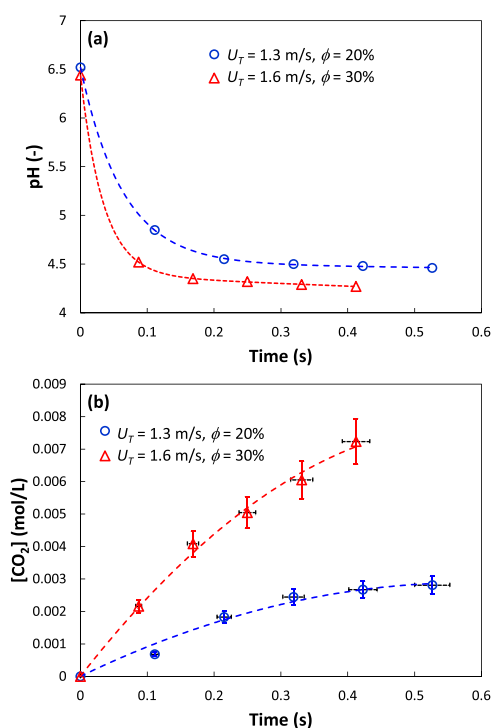 (a)
U_T = 1.3 m/s, ϕ = 20%
U_T = 1.6 m/s, ϕ = 30%
7
6.5
6
5.5
5
4.5
4
pH (-)
0 0.1 0.2 0.3 0.4 0.5 0.6
Time (s)
(b)
U_T = 1.3 m/s, ϕ = 20%
U_T = 1.6 m/s, ϕ = 30%
0.009
0.008
0.007
0.006
0.005
0.004
0.003
0.002
0.001
0
[CO₂] (mol/L)
0 0.1 0.2 0.3 0.4 0.5 0.6
Time (s)